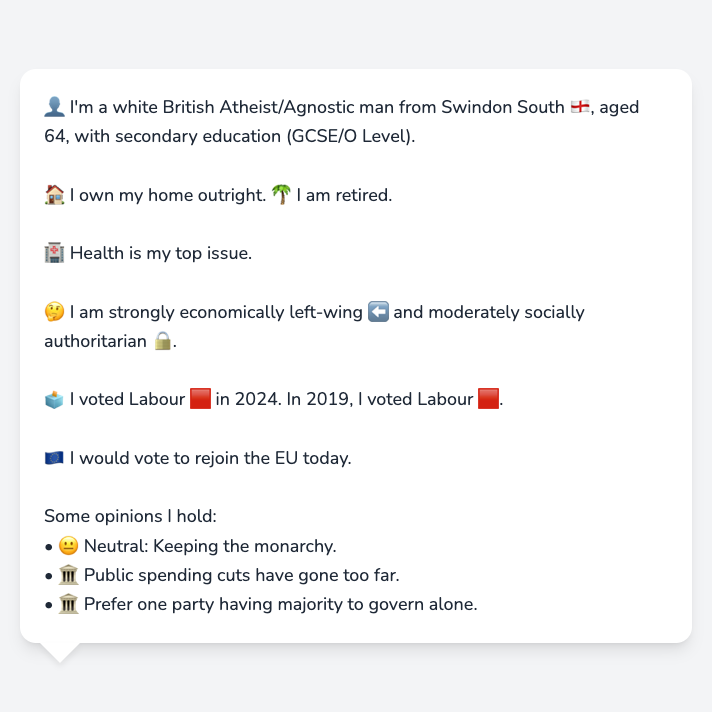 👤 I'm a white British Atheist/Agnostic man from Swindon South 🏴󠁧󠁢󠁥󠁮󠁧󠁿, aged
64, with secondary education (GCSE/O Level).
🏠 I own my home outright. 🌴 I am retired.
🏥 Health is my top issue.
🤔 I am strongly economically left-wing ⬅️ and moderately socially
authoritarian 🔒.
🗳️ I voted Labour 🟥 in 2024. In 2019, I voted Labour 🟥.
🇪🇺 I would vote to rejoin the EU today.
Some opinions I hold:
• 😐 Neutral: Keeping the monarchy.
• 🏛️ Public spending cuts have gone too far.
• 🏛️ Prefer one party having majority to govern alone.